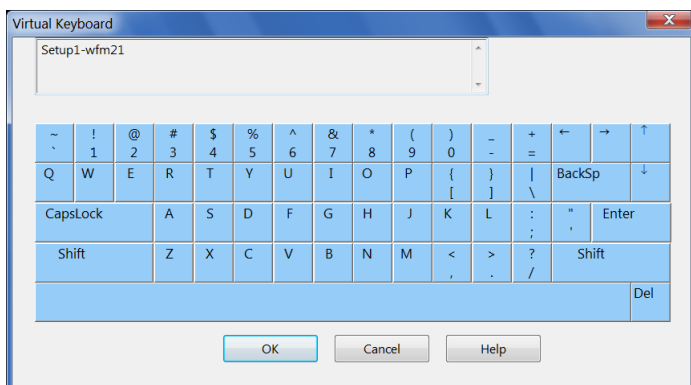 Virtual Keyboard
X
Setup1-wfm21
~ ! @ # $ % ^ & * ( ) _ + ← → ↑
` 1 2 3 4 5 6 7 8 9 0 - =
Q W E R T Y U I O P { } | BackSp ↓
[ ] \
CapsLock A S D F G H J K L : " Enter
; '
Shift Z X C V B N M < > ? Shift
, . /
Del
OK Cancel Help